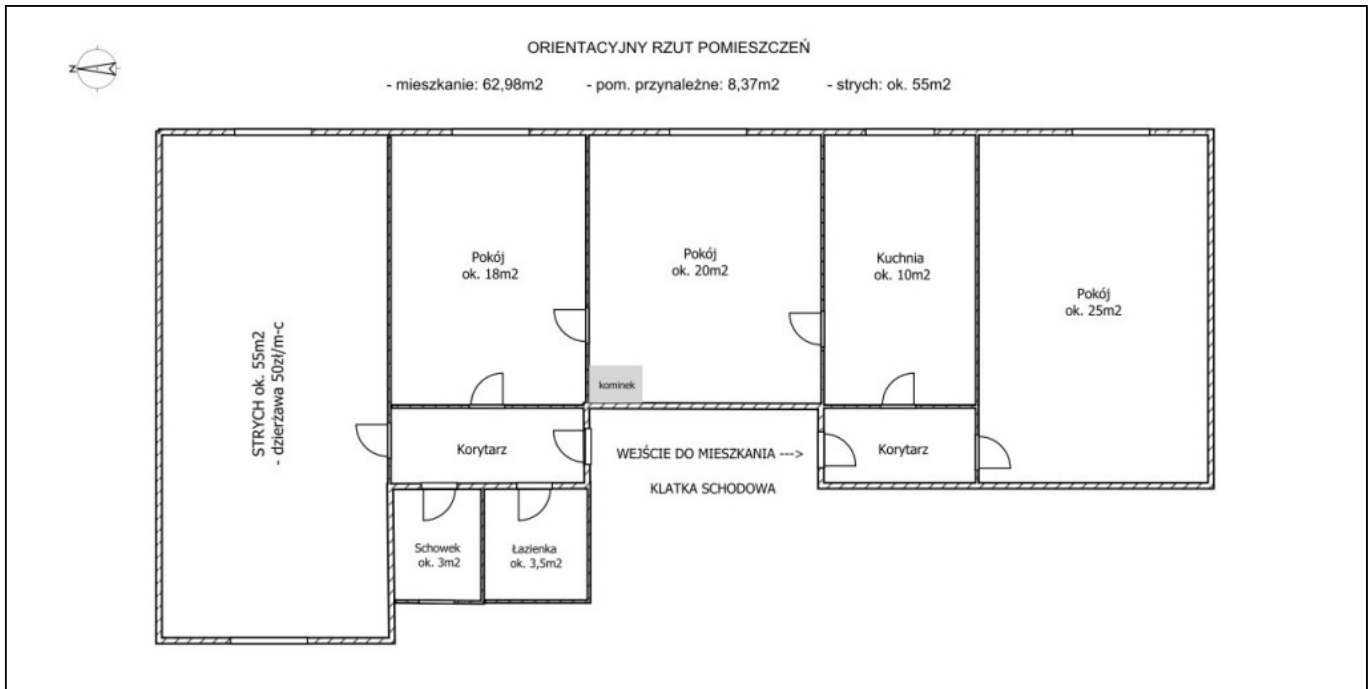 ORIENTACYJNY RZUT POMIESZCZEŃ
- mieszkanie: 62,98m2 - pom. przynależne: 8,37m2 - strych: ok. 55m2
Z
Pokój
ok. 18m2
Pokój
ok. 20m2
Kuchnia
ok. 10m2
Pokój
ok. 25m2
STRYCH ok. 55m2
- dzierżawa 50zł/m-c
kominek
Korytarz
WEJŚCIE DO MIESZKANIA --->
KLATKA SCHODOWA
Korytarz
Schowek
ok. 3m2
Łazienka
ok. 3,5m2